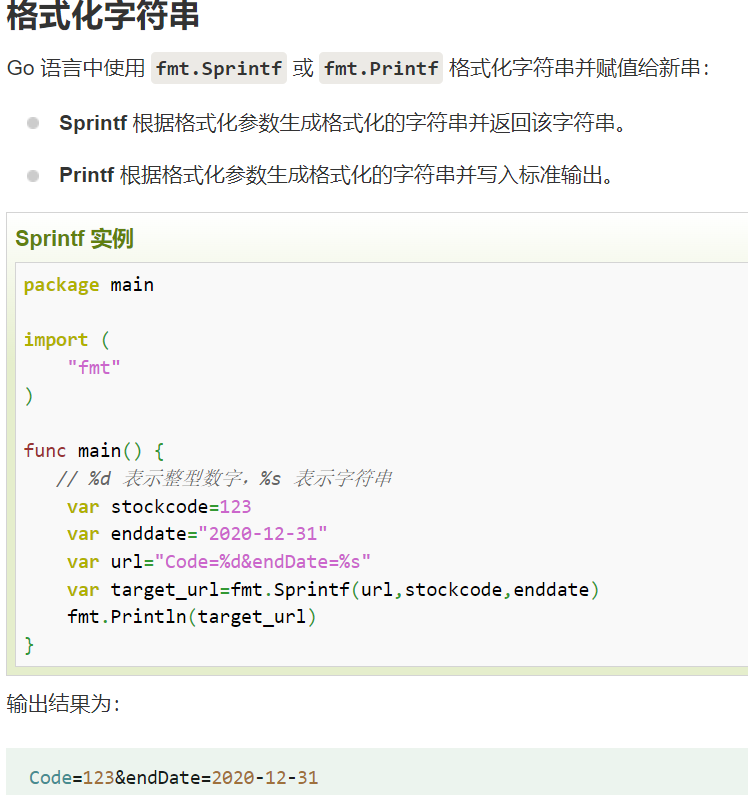 格式化字符串
Go 语言中使用 fmt.Sprintf 或 fmt.Printf 格式化字符串并赋值给新串：
Sprintf 根据格式化参数生成格式化的字符串并返回该字符串。
Printf 根据格式化参数生成格式化的字符串并写入标准输出。
Sprintf 实例
package main
import (
    "fmt"
)
func main() {
   // %d 表示整型数字，%s 表示字符串
    var stockcode=123
    var enddate="2020-12-31"
    var url="Code=%d&endDate=%s"
    var target_url=fmt.Sprintf(url,stockcode,enddate)
    fmt.Println(target_url)
}
输出结果为：
Code=123&endDate=2020-12-31